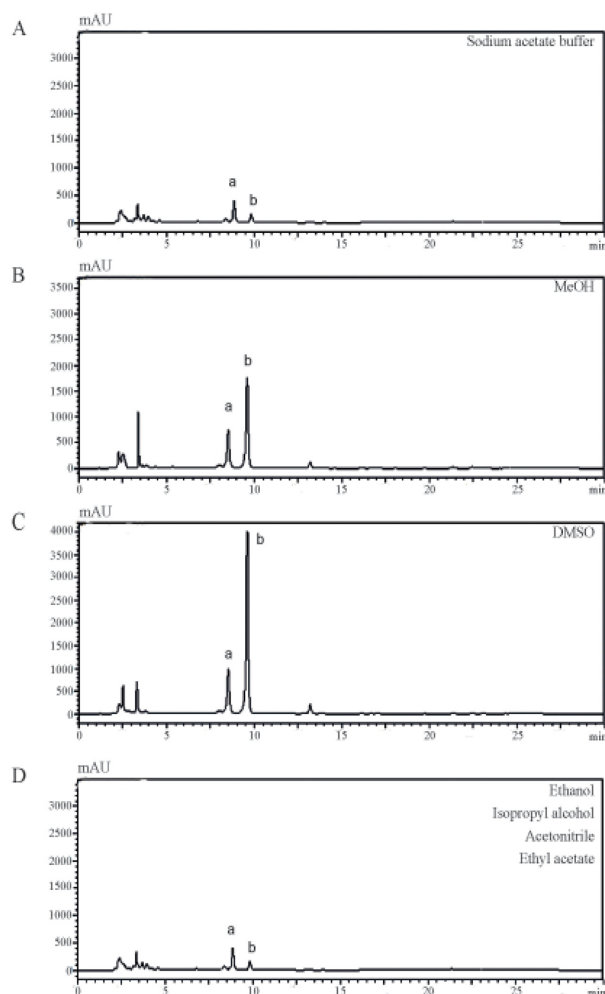 A
mAU
Sodium acetate buffer
3000
2500
2000
1500
1000
500
0
a
b
0 5 10 15 20 25 min
B
mAU
MeOH
3500
3000
2500
2000
1500
1000
500
0
a
b
0 5 10 15 20 25 min
C
mAU
DMSO
4000
3500
3000
2500
2000
1500
1000
500
0
a
b
0 5 10 15 20 25 min
D
mAU
Ethanol
Isopropyl alcohol
Acetonitrile
Ethyl acetate
3000
2500
2000
1500
1000
500
0
a
b
0 5 10 15 20 25 min